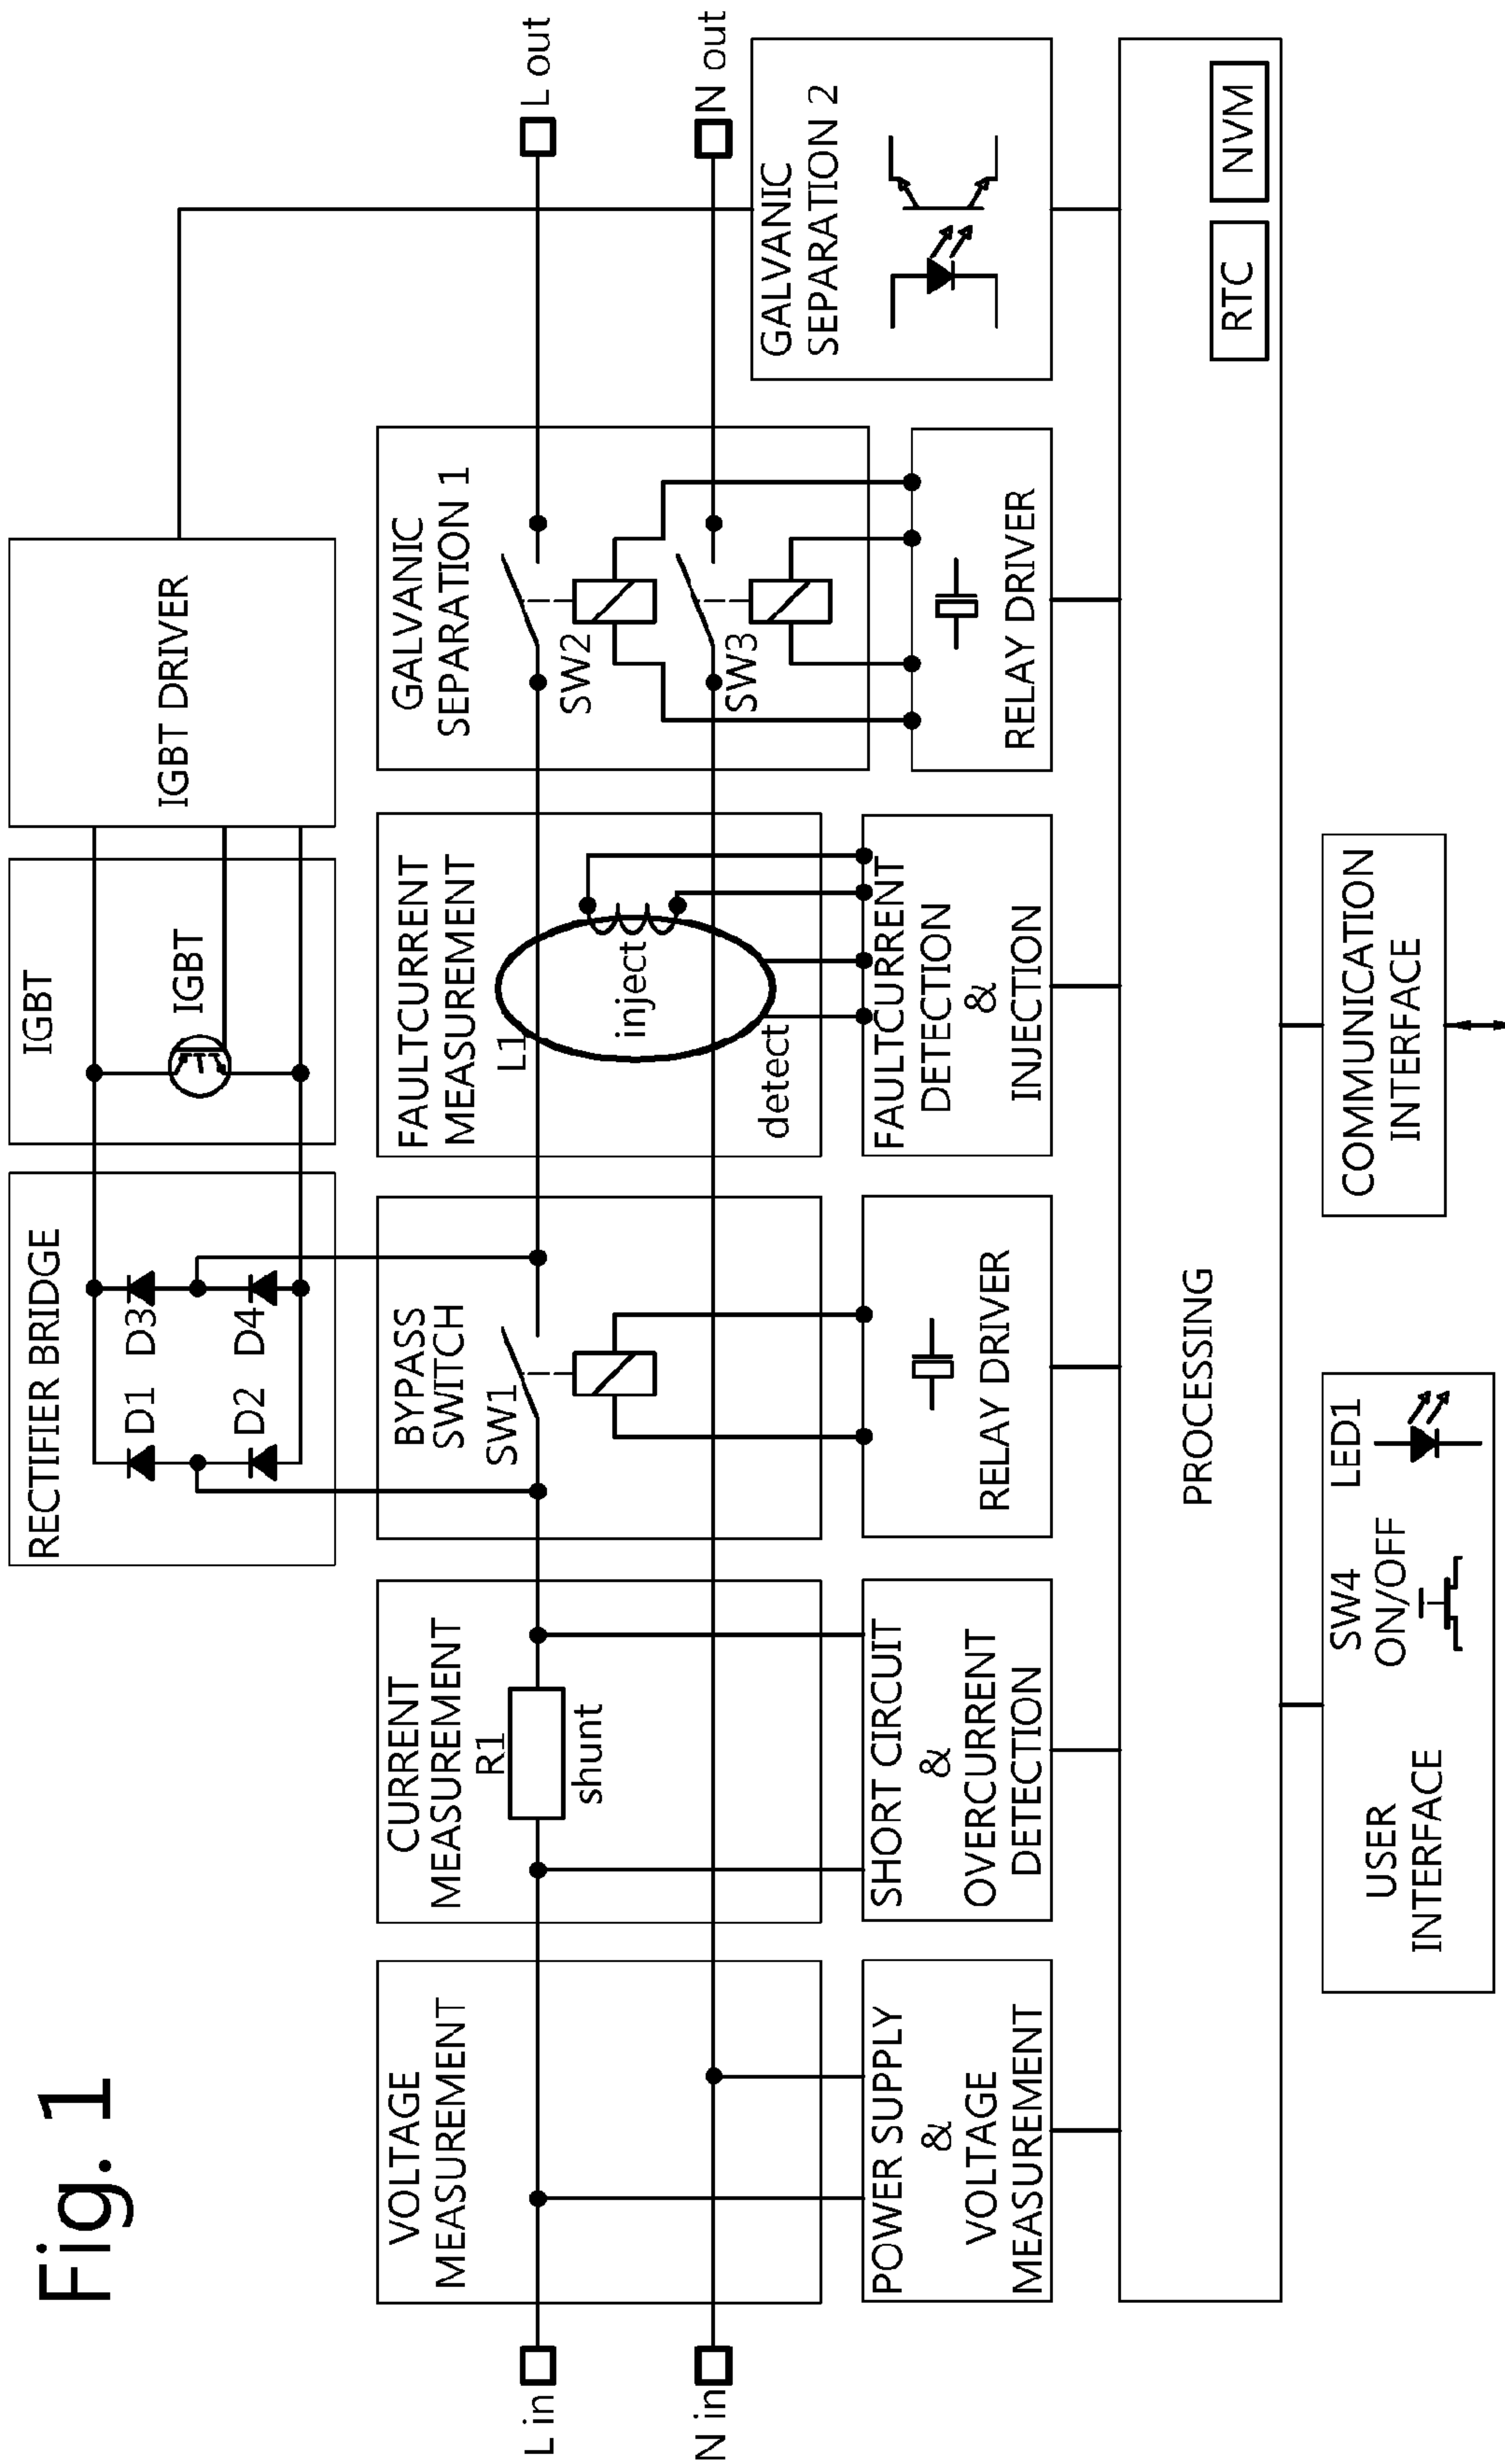 Fig. 1
RECTIFIER BRIDGE
D1
D3
D2
D4
IGBT
IGBT
IGBT DRIVER
VOLTAGE
MEASUREMENT
CURRENT
MEASUREMENT
R1
shunt
BYPASS
SWITCH
SW1
FAULTCURRENT
MEASUREMENT
L1
inject
detect
GALVANIC
SEPARATION 1
SW2
SW3
L in
N in
L out
N out
GALVANIC
SEPARATION 2
POWER SUPPLY
&
VOLTAGE
MEASUREMENT
SHORT CIRCUIT
&
OVERCURRENT
DETECTION
RELAY DRIVER
FAULTCURRENT
DETECTION
&
INJECTION
RELAY DRIVER
PROCESSING
RTC
NVM
USER
INTERFACE
SW4
ON/OFF
LED1
COMMUNICATION
INTERFACE